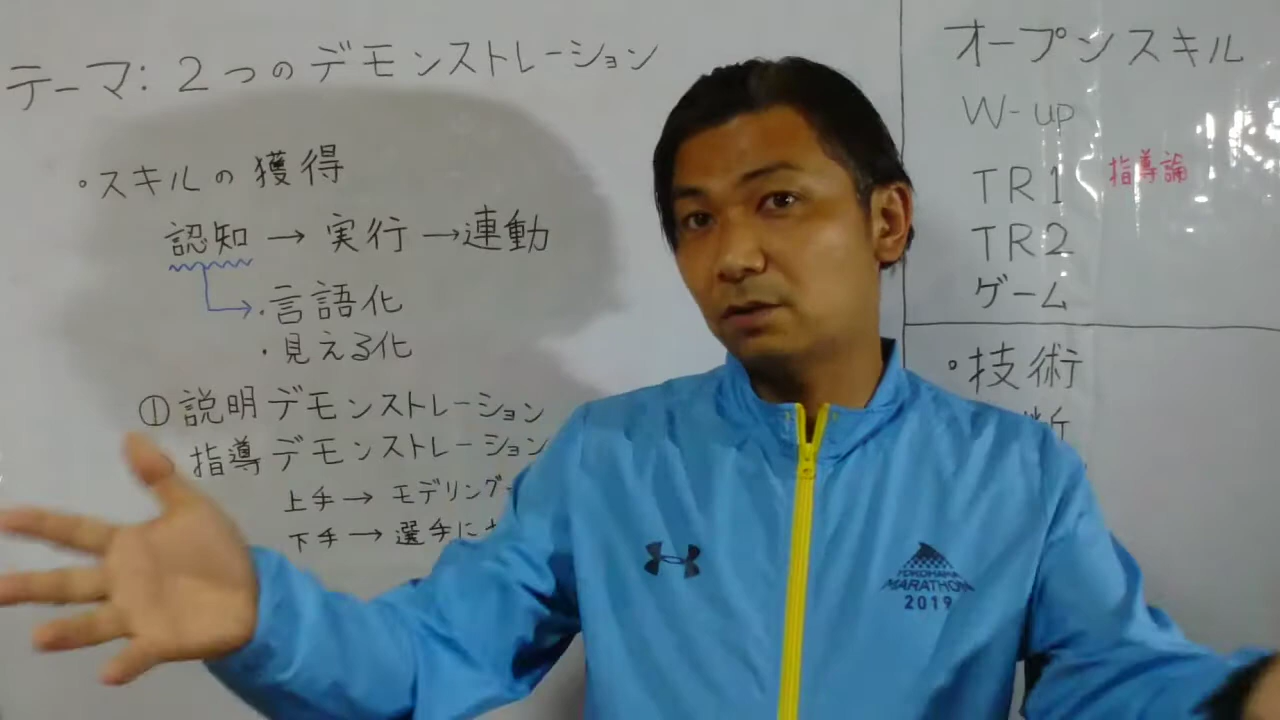 テーマ:2つのデモンストレーション
・スキルの獲得
認知→実行→連動
・言語化
・見える化
①説明デモンストレーション
指導デモンストレーション
上手→モデリング
下手→選手に
オープンスキル
W-up
TR1 指導論
TR2
ゲーム
・技術
YOKOHAMA
MARATHON
2019